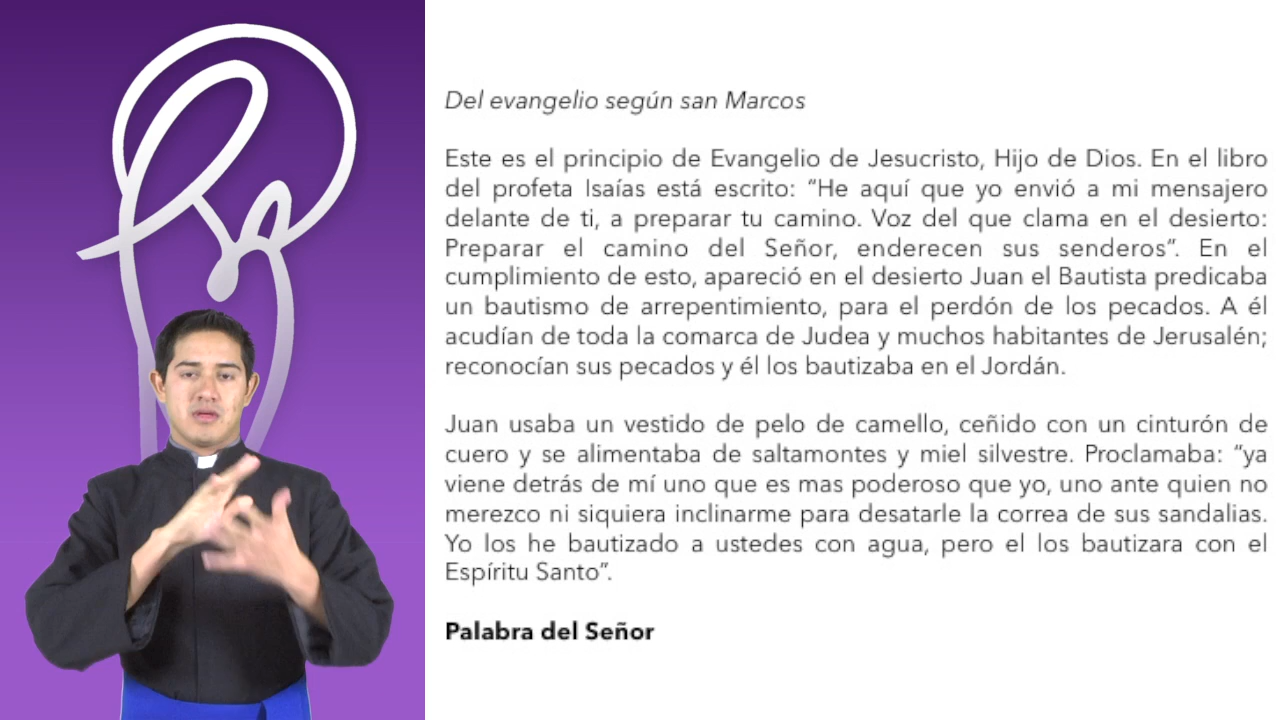 Del evangelio según san Marcos
Este es el principio de Evangelio de Jesucristo, Hijo de Dios. En el libro
del profeta Isaías está escrito: “He aquí que yo envió a mi mensajero
delante de ti, a preparar tu camino. Voz del que clama en el desierto:
Preparar el camino del Señor, enderecen sus senderos”. En el
cumplimiento de esto, apareció en el desierto Juan el Bautista predicaba
un bautismo de arrepentimiento, para el perdón de los pecados. A él
acudían de toda la comarca de Judea y muchos habitantes de Jerusalén;
reconocían sus pecados y él los bautizaba en el Jordán.
Juan usaba un vestido de pelo de camello, ceñido con un cinturón de
cuero y se alimentaba de saltamontes y miel silvestre. Proclamaba: “ya
viene detrás de mí uno que es mas poderoso que yo, uno ante quien no
merezco ni siquiera inclinarme para desatarle la correa de sus sandalias.
Yo los he bautizado a ustedes con agua, pero el los bautizara con el
Espíritu Santo”.
Palabra del Señor